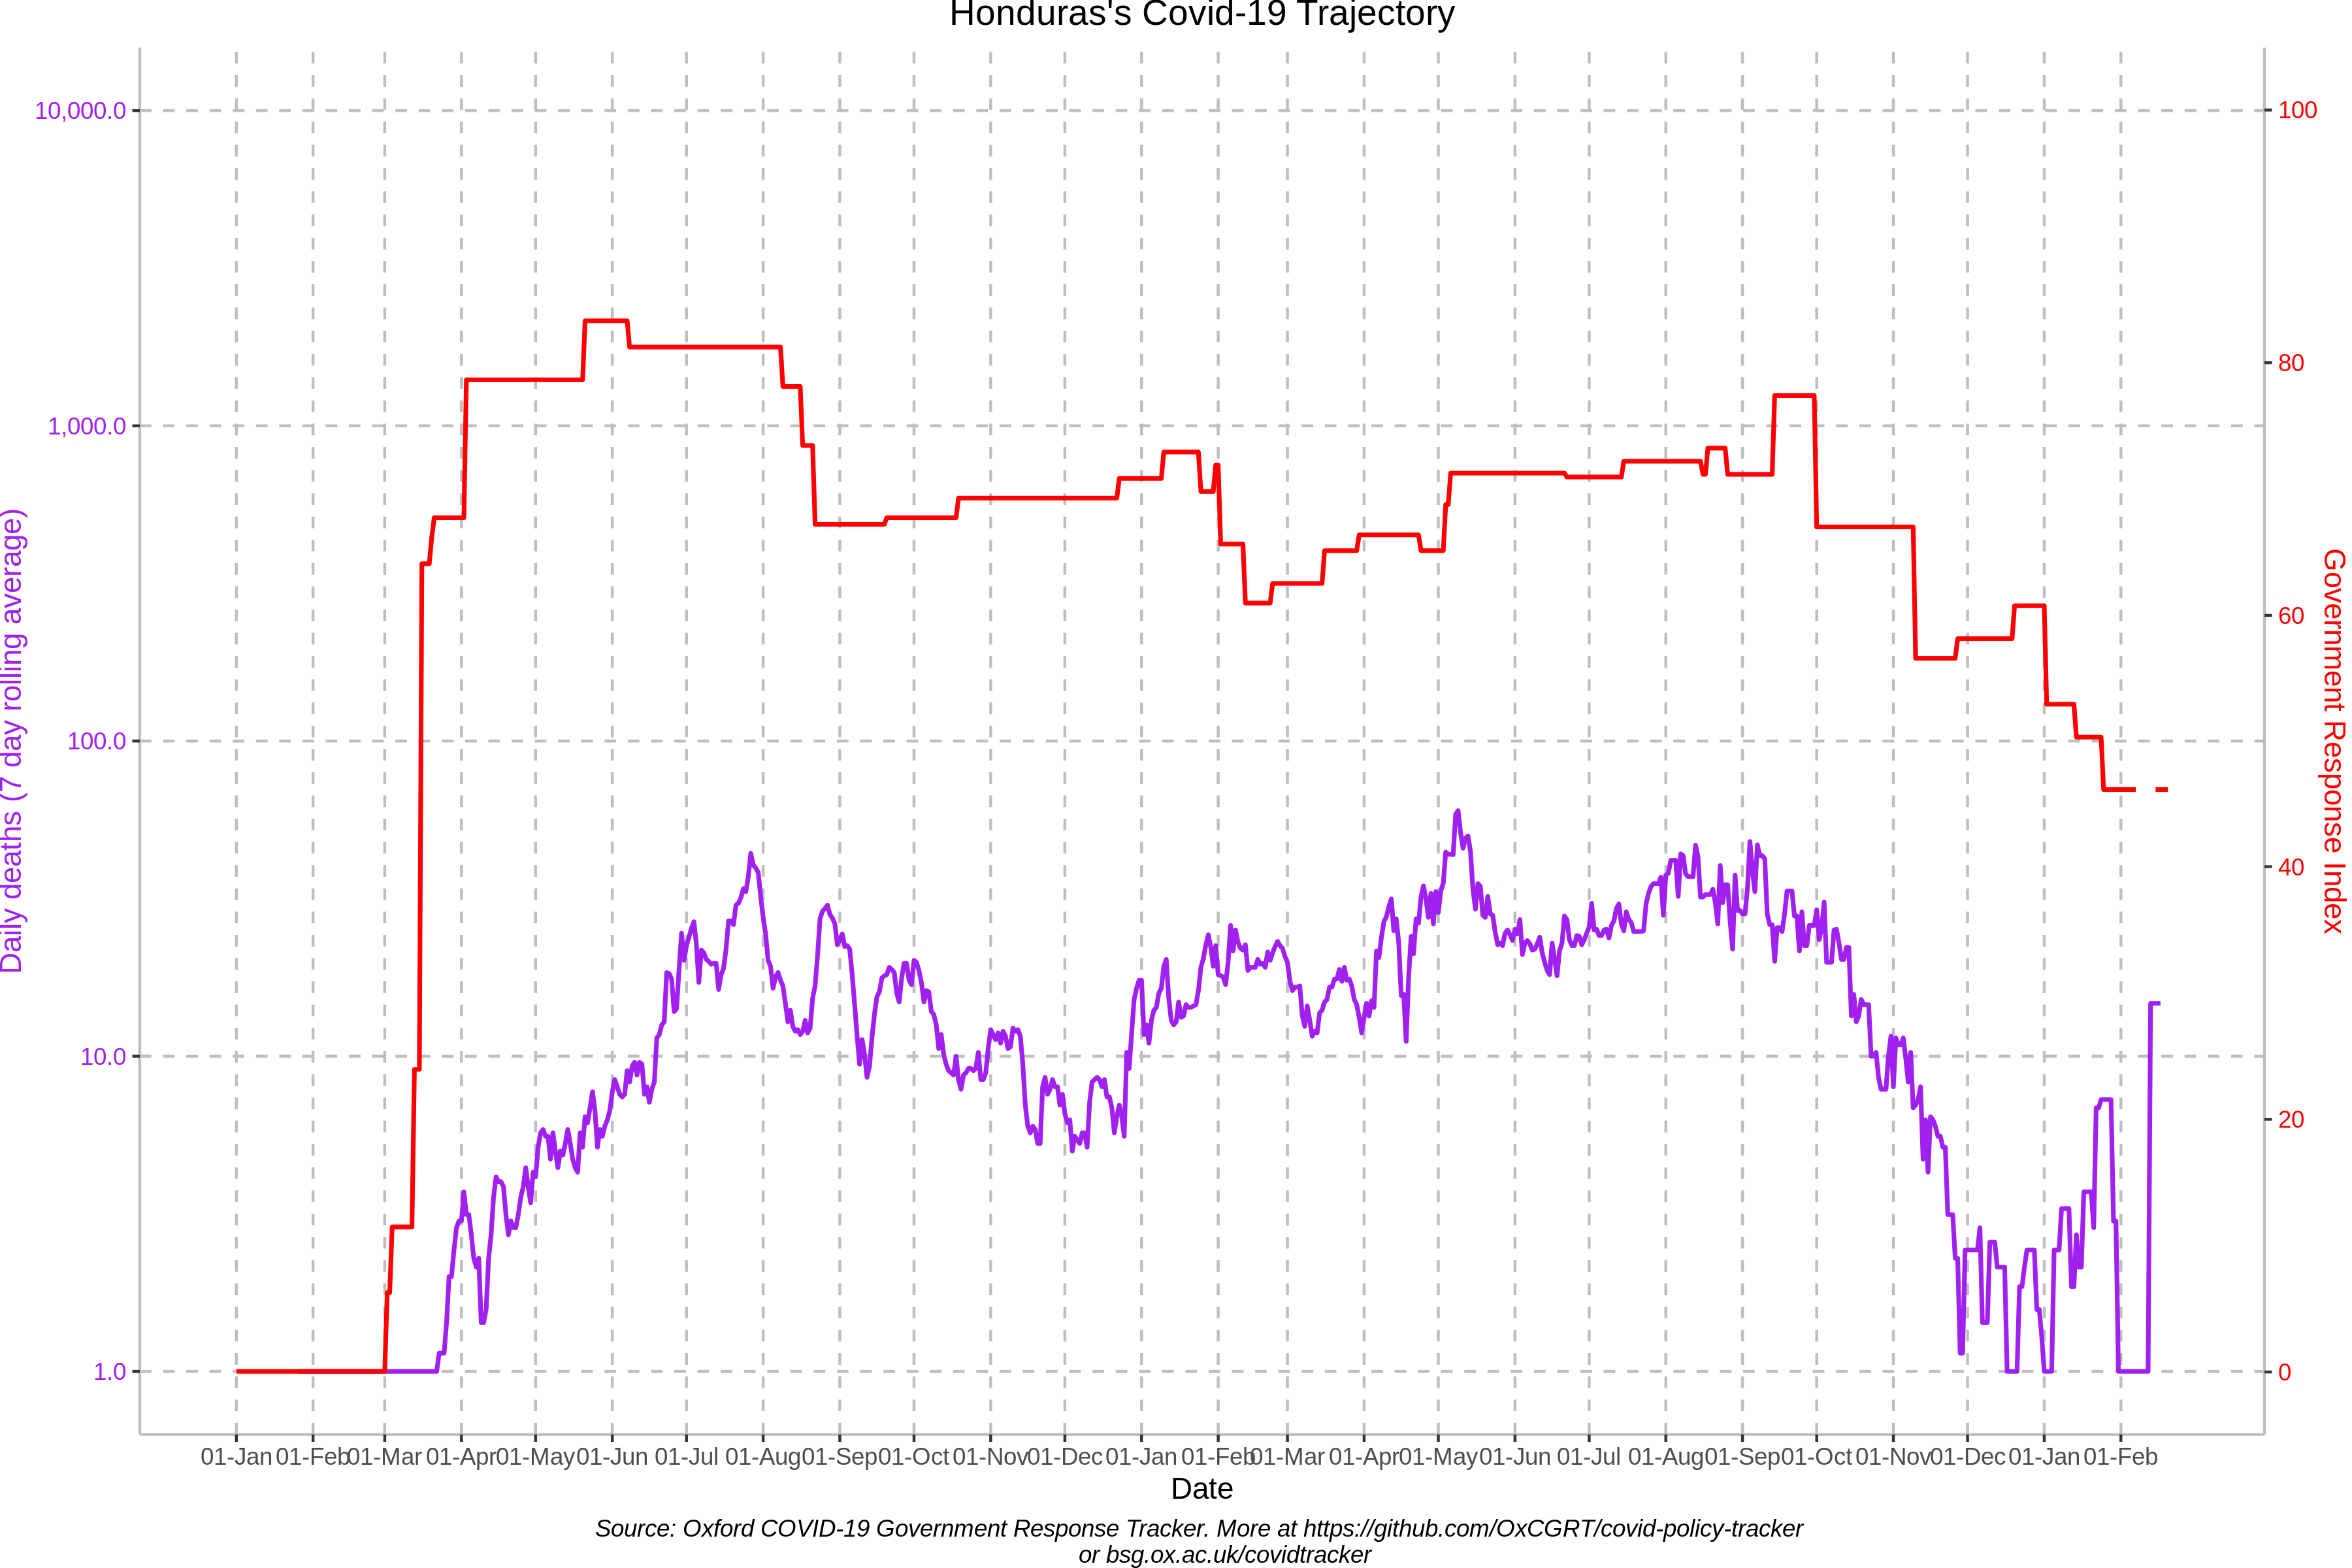 Honduras's Covid-19 Trajectory
10,000.0
1,000.0
100.0
10.0
1.0
Daily deaths (7 day rolling average)
100
80
60
40
20
0
Government Response Index
01-Jan 01-Feb 01-Mar 01-Apr 01-May 01-Jun 01-Jul 01-Aug 01-Sep 01-Oct 01-Nov 01-Dec 01-Jan 01-Feb 01-Mar 01-Apr 01-May 01-Jun 01-Jul 01-Aug 01-Sep 01-Oct 01-Nov 01-Dec 01-Jan 01-Feb
Date
Source: Oxford COVID-19 Government Response Tracker. More at https://github.com/OxCGRT/covid-policy-tracker
or bsg.ox.ac.uk/covidtracker